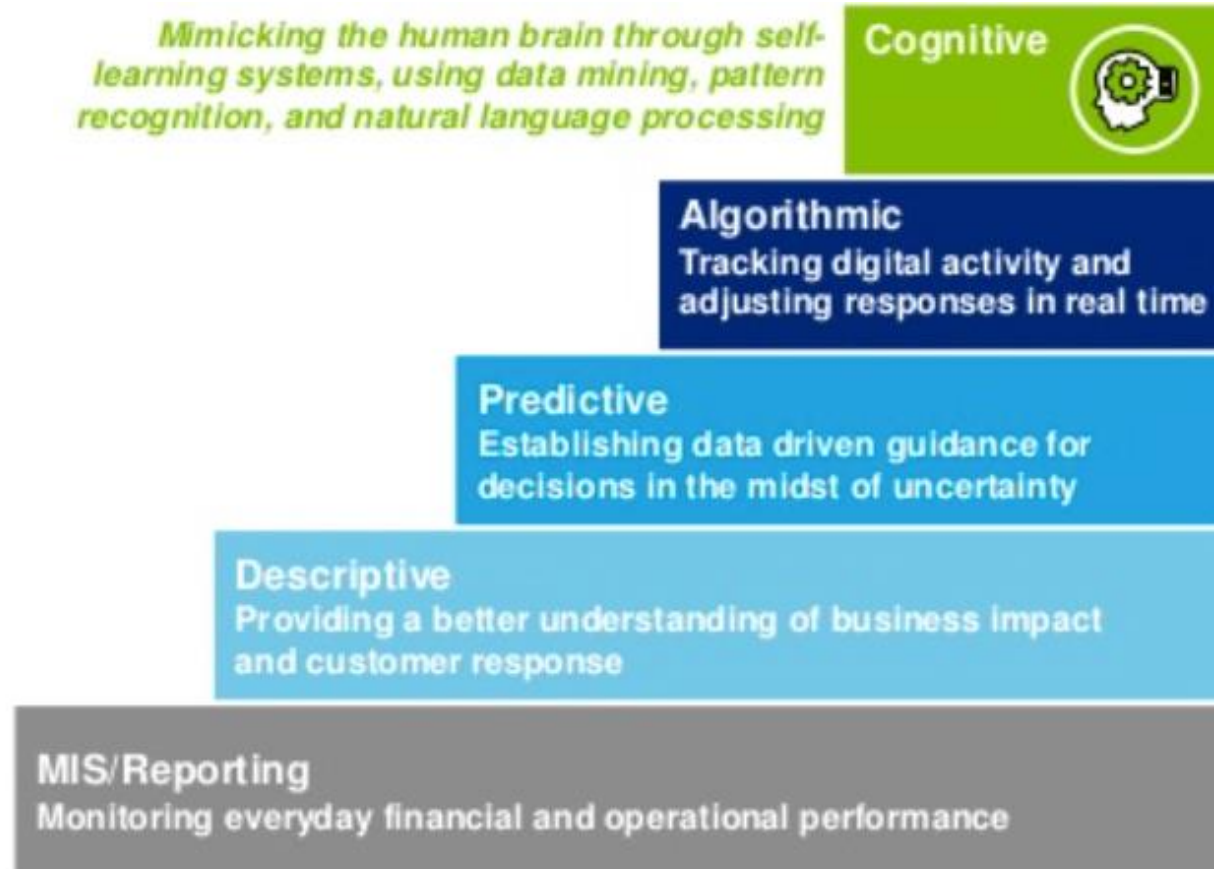 Mimicking the human brain through self-
learning systems, using data mining, pattern
recognition, and natural language processing
Cognitive
Algorithmic
Tracking digital activity and
adjusting responses in real time
Predictive
Establishing data driven guidance for
decisions in the midst of uncertainty
Descriptive
Providing a better understanding of business impact
and customer response
MIS/Reporting
Monitoring everyday financial and operational performance